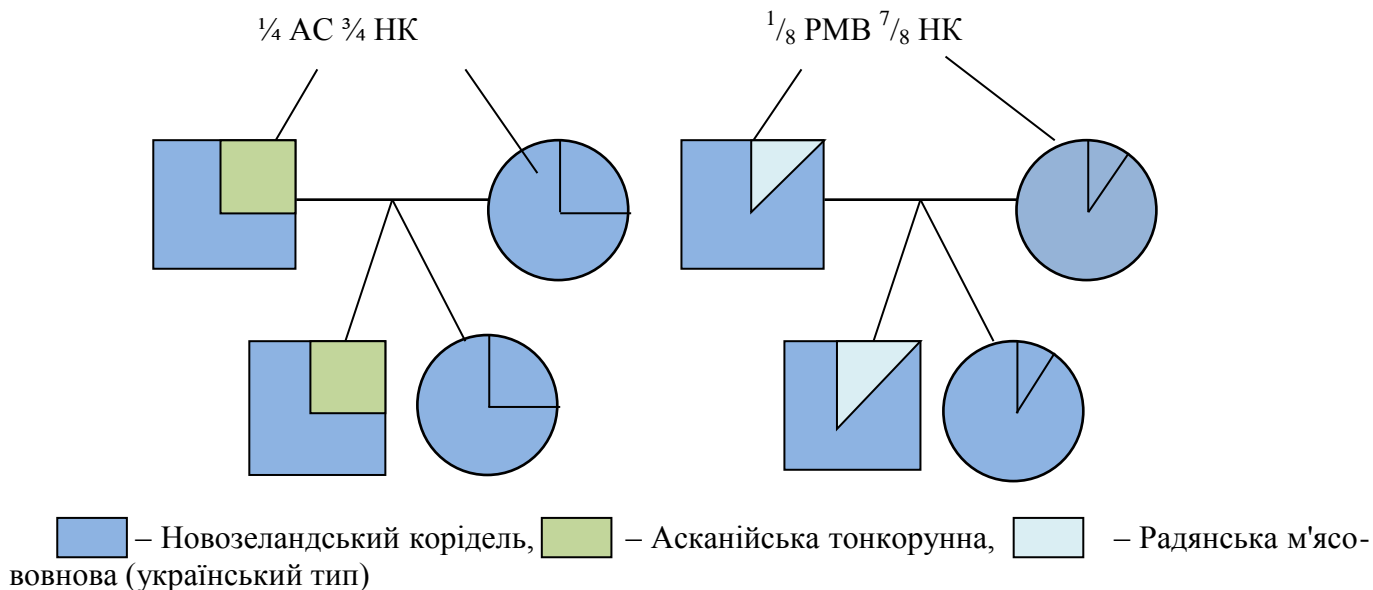 ¼ АС ¾ НК
1/8 РМВ 7/8 НК
– Новозеландський корідель, – Асканійська тонкорунна, – Радянська м'ясо-
вовнова (український тип)